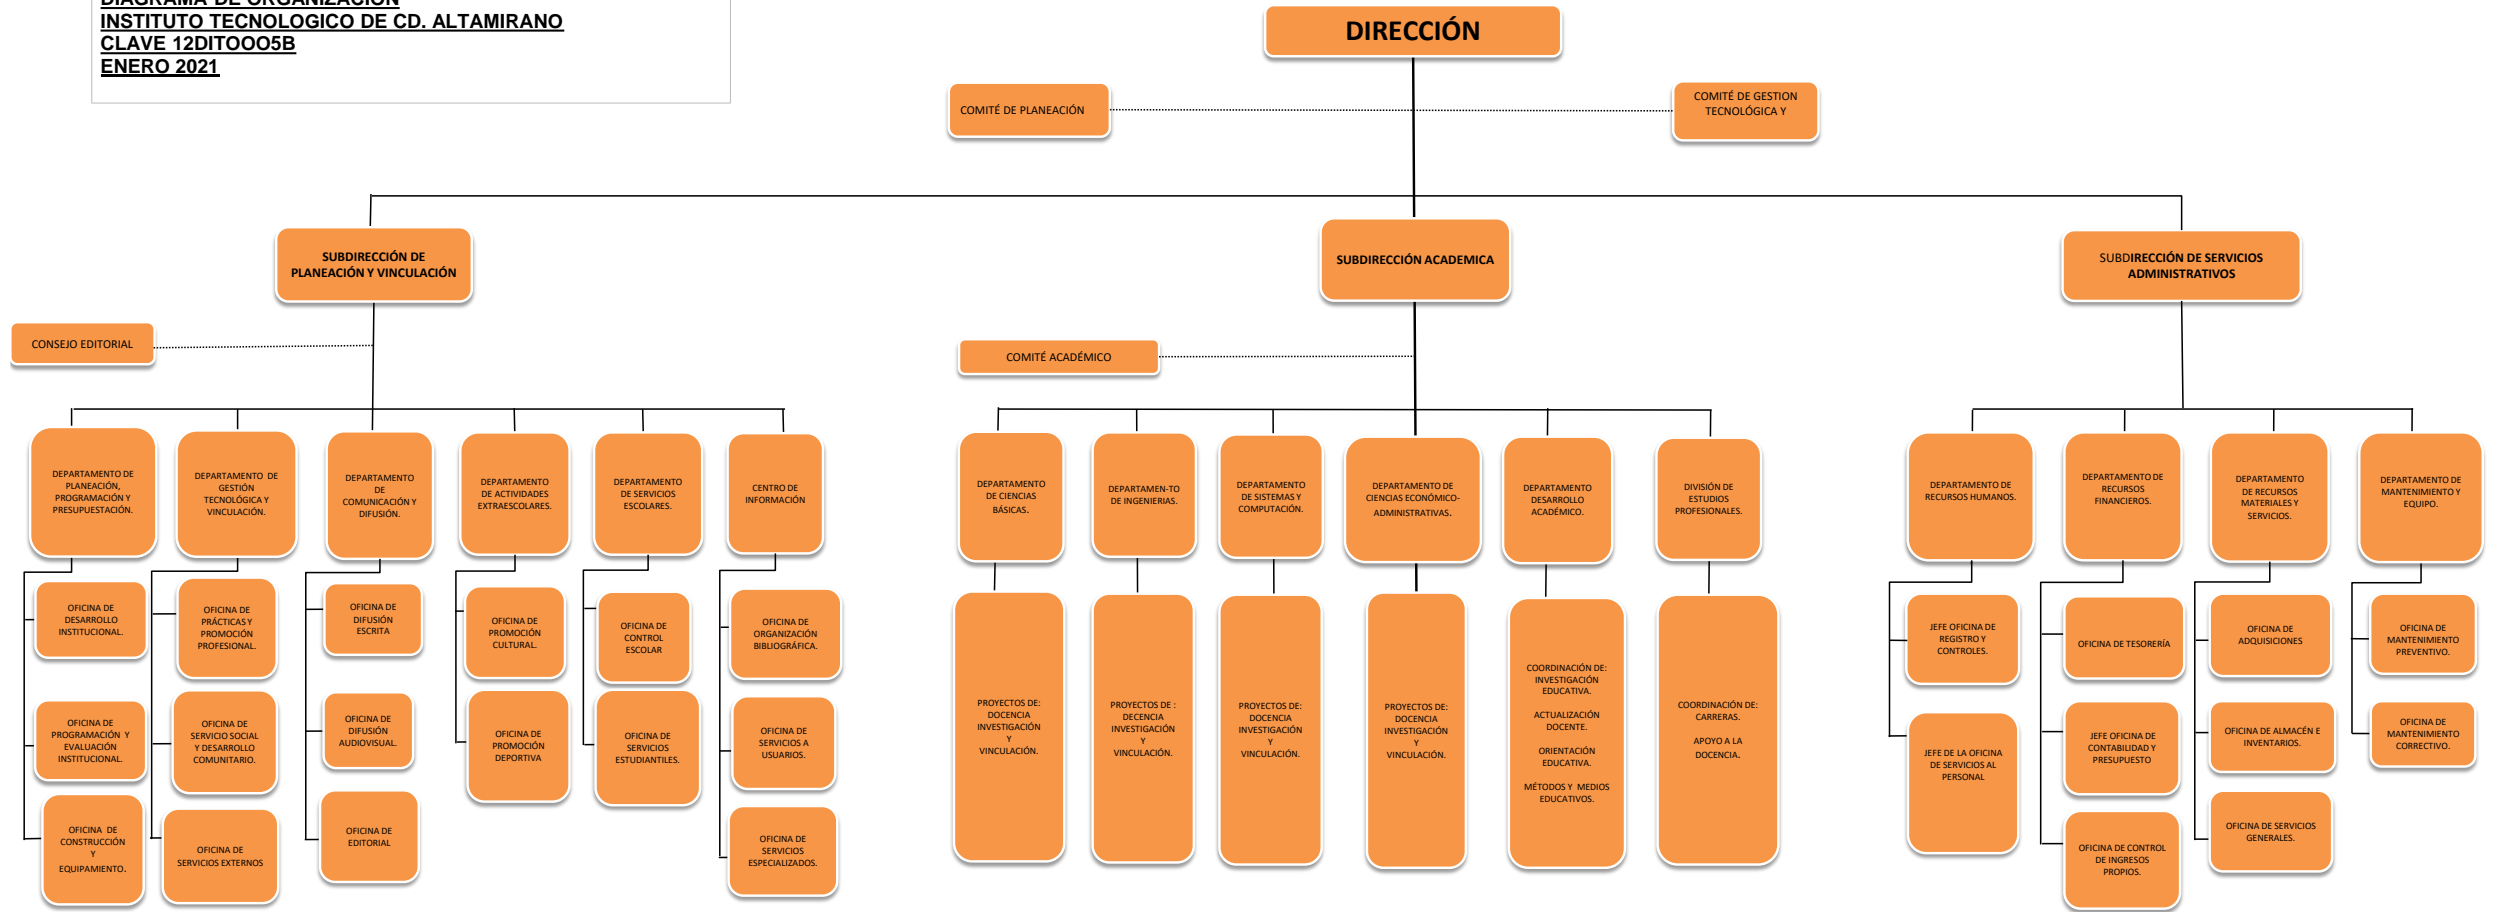 DIAGRAMA DE ORGANIZACIÓN
INSTITUTO TECNOLOGICO DE CD. ALTAMIRANO
CLAVE 12DITOOO5B
ENERO 2021
DIRECCIÓN
COMITÉ DE PLANEACIÓN
COMITÉ DE GESTION
TECNOLÓGICA Y
SUBDIRECCIÓN DE
PLANEACIÓN Y VINCULACIÓN
SUBDIRECCIÓN ACADEMICA
SUBDIRECCIÓN DE SERVICIOS
ADMINISTRATIVOS
CONSEJO EDITORIAL
COMITÉ ACADÉMICO
DEPARTAMENTO DE
PLANEACIÓN,
PROGRAMACIÓN Y
PRESUPUESTACIÓN.
DEPARTAMENTO DE
GESTIÓN
TECNOLÓGICA Y
VINCULACIÓN.
DEPARTAMENTO
DE
COMUNICACIÓN Y
DIFUSIÓN.
DEPARTAMENTO
DE ACTIVIDADES
EXTRAESCOLARES.
DEPARTAMENTO
DE SERVICIOS
ESCOLARES.
CENTRO DE
INFORMACIÓN
DEPARTAMENTO
DE CIENCIAS
BÁSICAS.
DEPARTAMEN-TO
DE INGENIERIAS.
DEPARTAMENTO
DE SISTEMAS Y
COMPUTACIÓN.
DEPARTAMENTO DE
CIENCIAS ECONÓMICO-
ADMINISTRATIVAS.
DEPARTAMENTO
DESARROLLO
ACADÉMICO.
DIVISIÓN DE
ESTUDIOS
PROFESIONALES.
DEPARTAMENTO DE
RECURSOS HUMANOS.
DEPARTAMENTO DE
RECURSOS
FINANCIEROS.
DEPARTAMENTO
DE RECURSOS
MATERIALES Y
SERVICIOS.
DEPARTAMENTO DE
MANTENIMIENTO Y
EQUIPO.
OFICINA DE
DESARROLLO
INSTITUCIONAL.
OFICINA DE
PRÁCTICAS Y
PROMOCIÓN
PROFESIONAL.
OFICINA DE
DIFUSIÓN
ESCRITA
OFICINA DE
PROMOCIÓN
CULTURAL.
OFICINA DE
CONTROL
ESCOLAR
OFICINA DE
ORGANIZACIÓN
BIBLIOGRÁFICA.
OFICINA DE
PROGRAMACIÓN Y
EVALUACIÓN
INSTITUCIONAL.
OFICINA DE
SERVICIO SOCIAL
Y DESARROLLO
COMUNITARIO.
OFICINA DE
DIFUSIÓN
AUDIOVISUAL.
OFICINA DE
PROMOCIÓN
DEPORTIVA
OFICINA DE
SERVICIOS
ESTUDIANTILES.
OFICINA DE
SERVICIOS A
USUARIOS.
OFICINA DE
CONSTRUCCIÓN
Y
EQUIPAMIENTO.
OFICINA DE
SERVICIOS EXTERNOS
OFICINA DE
EDITORIAL
OFICINA DE
SERVICIOS
ESPECIALIZADOS.
PROYECTOS DE:
DOCENCIA
INVESTIGACIÓN
Y
VINCULACIÓN.
PROYECTOS DE :
DECENCIA
INVESTIGACIÓN
Y
VINCULACIÓN.
PROYECTOS DE:
DOCENCIA
INVESTIGACIÓN
Y
VINCULACIÓN.
PROYECTOS DE:
DOCENCIA
INVESTIGACIÓN
Y
VINCULACIÓN.
COORDINACIÓN DE:
INVESTIGACIÓN
EDUCATIVA.
ACTUALIZACIÓN
DOCENTE.
ORIENTACIÓN
EDUCATIVA.
MÉTODOS Y MEDIOS
EDUCATIVOS.
COORDINACIÓN DE:
CARRERAS.
APOYO A LA
DOCENCIA.
JEFE OFICINA DE
REGISTRO Y
CONTROLES.
OFICINA DE TESORERÍA
OFICINA DE
ADQUISICIONES
OFICINA DE
MANTENIMIENTO
PREVENTIVO.
JEFE DE LA OFICINA
DE SERVICIOS AL
PERSONAL
JEFE OFICINA DE
CONTABILIDAD Y
PRESUPUESTO
OFICINA DE ALMACÉN E
INVENTARIOS.
OFICINA DE
MANTENIMIENTO
CORRECTIVO.
OFICINA DE CONTROL
DE INGRESOS
PROPIOS.
OFICINA DE SERVICIOS
GENERALES.